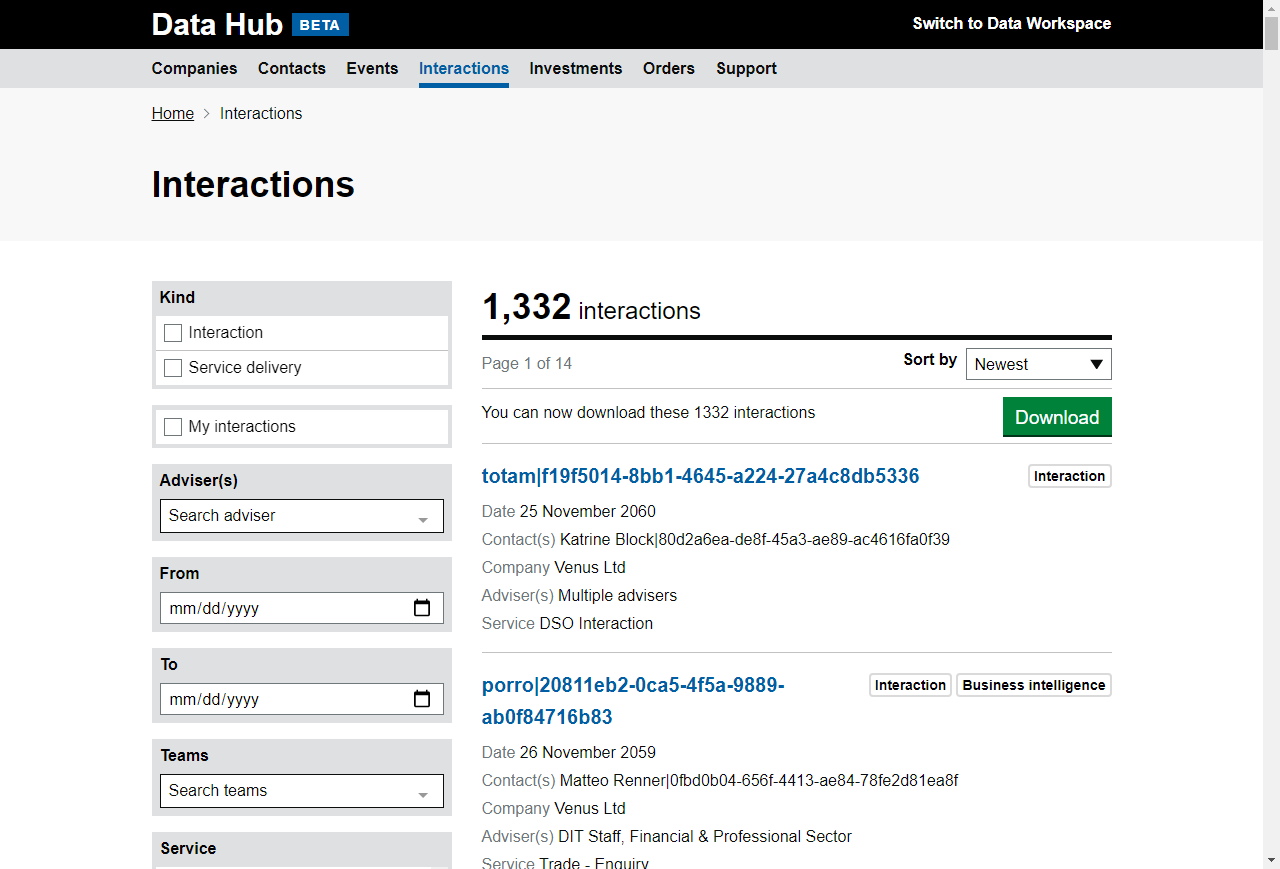 Data Hub BETA
Switch to Data Workspace
Companies Contacts Events Interactions Investments Orders Support
Home Interactions
Interactions
Kind
Interaction
Service delivery
My interactions
Adviser(s)
Search adviser
From
mm/dd/yyyy
To
mm/dd/yyyy
Teams
Search teams
Service
1,332 interactions
Page 1 of 14
Sort by Newest
You can now download these 1332 interactions
Download
totam|f19f5014-8bb1-4645-a224-27a4c8db5336
Interaction
Date 25 November 2060
Contact(s) Katrine Block|80d2a6ea-de8f-45a3-ae89-ac4616fa0f39
Company Venus Ltd
Adviser(s) Multiple advisers
Service DSO Interaction
porro|20811eb2-0ca5-4f5a-9889-
ab0f84716b83
Interaction Business intelligence
Date 26 November 2059
Contact(s) Matteo Renner|0fbd0b04-656f-4413-ae84-78fe2d81ea8f
Company Venus Ltd
Adviser(s) DIT Staff, Financial & Professional Sector
Service Trade - Enquiry